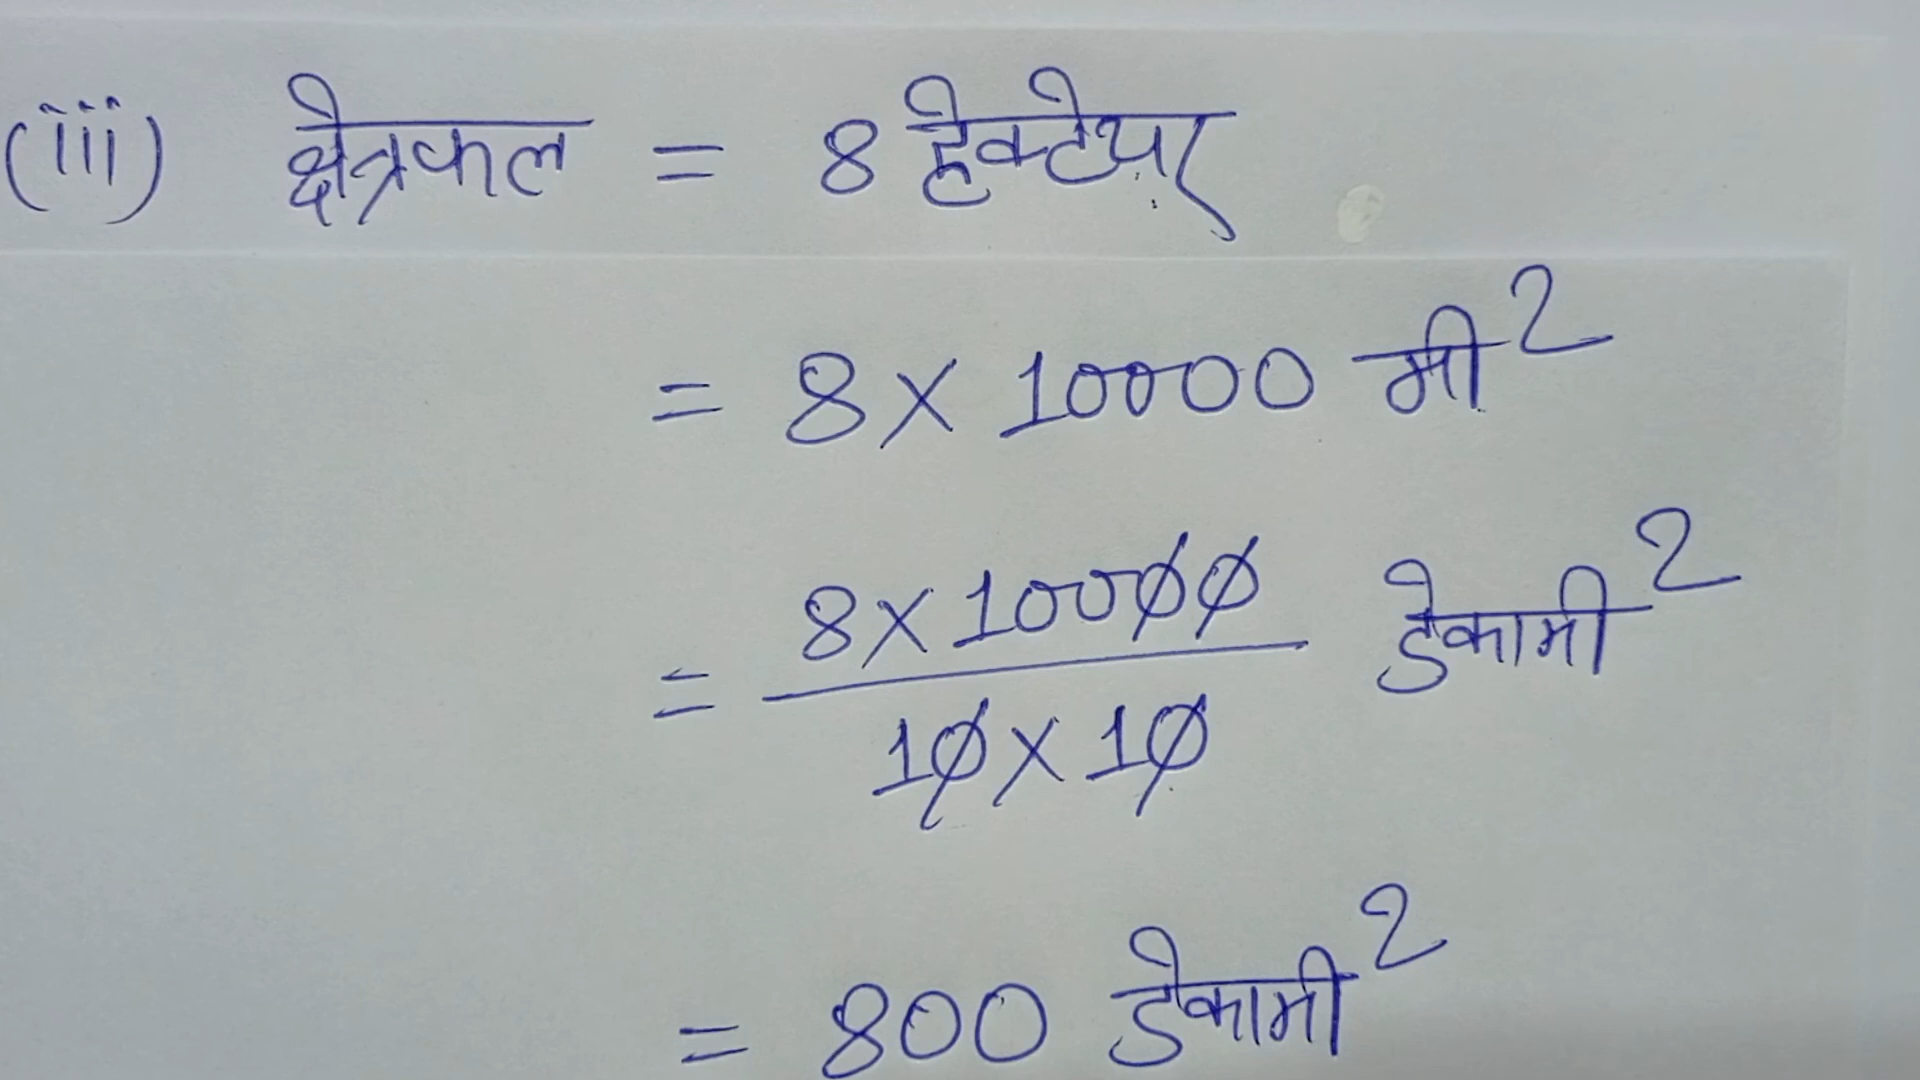 (iii) क्षेत्रफल = 8 हेक्टेयर
= 8 × 10000 मी²
= 8 × 10000 / 10 × 10 डेकामी²
= 800 डेकामी²